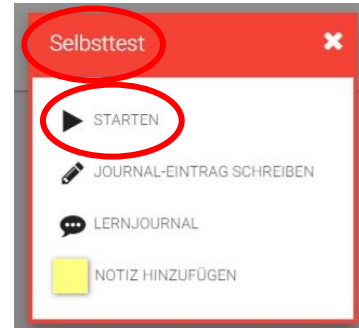 Selbsttest
STARTEN
JOURNAL-EINTRAG SCHREIBEN
LERNJOURNAL
NOTIZ HINZUFÜGEN